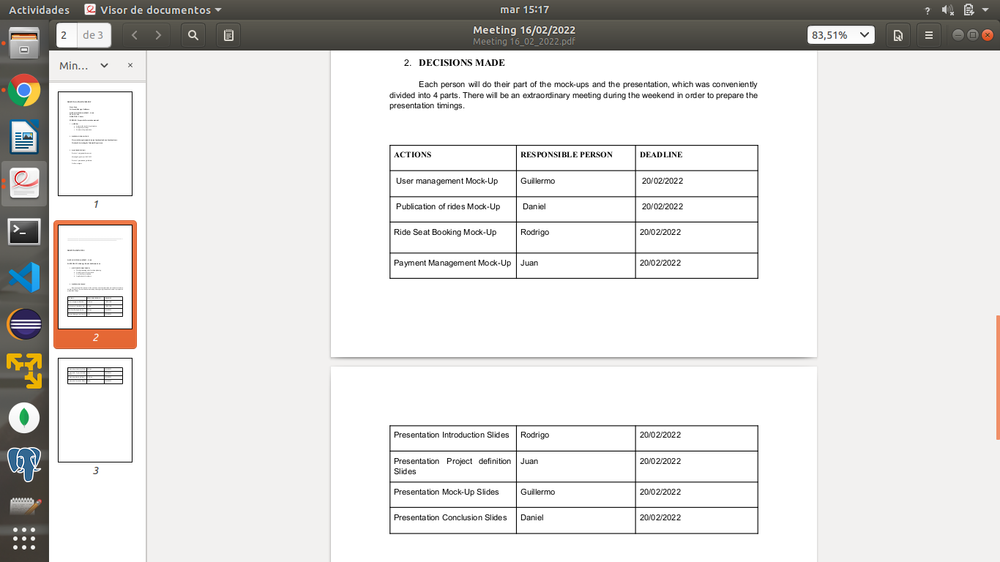 Actividades Visor de documentos mar 15:17 ?
2 de 3 Meeting 16/02/2022 83,51%
Meeting 16_02_2022.pdf
Min... ×
1
2
3
2. DECISIONS MADE
Each person will do their part of the mock-ups and the presentation, which was conveniently
divided into 4 parts. There will be an extraordinary meeting during the weekend in order to prepare the
presentation timings.
ACTIONS RESPONSIBLE PERSON DEADLINE
User management Mock-Up Guillermo 20/02/2022
Publication of rides Mock-Up Daniel 20/02/2022
Ride Seat Booking Mock-Up Rodrigo 20/02/2022
Payment Management Mock-Up Juan 20/02/2022
Presentation Introduction Slides Rodrigo 20/02/2022
Presentation Project definition Juan 20/02/2022
Slides
Presentation Mock-Up Slides Guillermo 20/02/2022
Presentation Conclusion Slides Daniel 20/02/2022